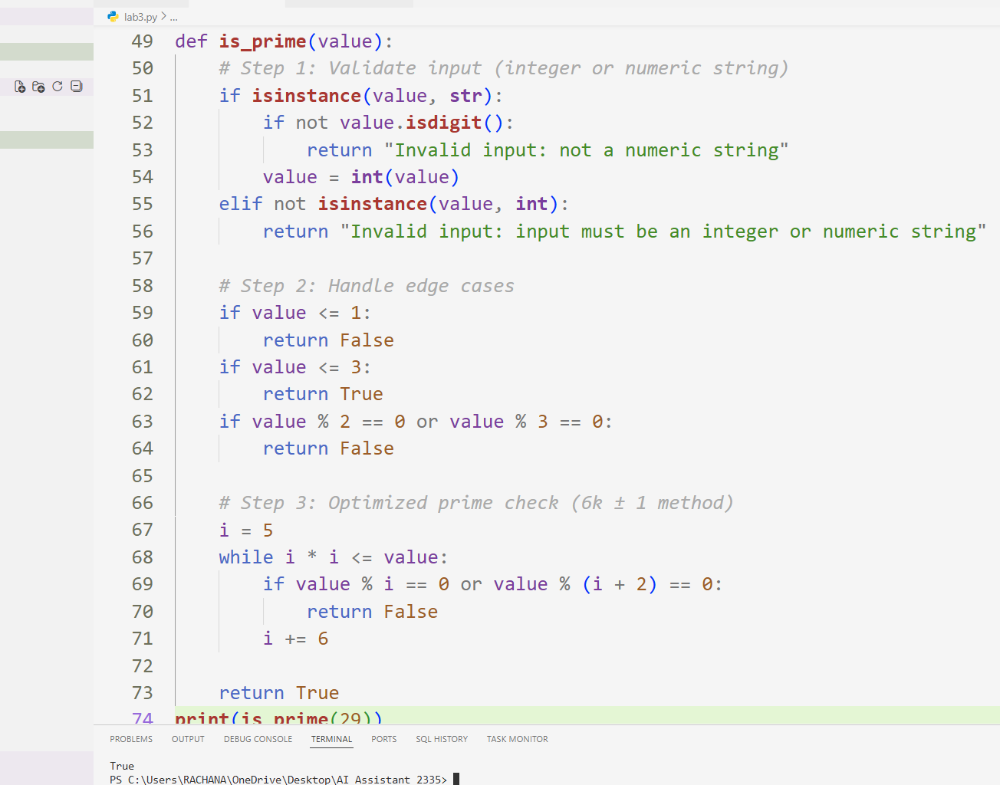 lab3.py > ...
49 def is_prime(value):
50     # Step 1: Validate input (integer or numeric string)
51     if isinstance(value, str):
52         if not value.isdigit():
53             return "Invalid input: not a numeric string"
54         value = int(value)
55     elif not isinstance(value, int):
56         return "Invalid input: input must be an integer or numeric string"
57
58     # Step 2: Handle edge cases
59     if value <= 1:
60         return False
61     if value <= 3:
62         return True
63     if value % 2 == 0 or value % 3 == 0:
64         return False
65
66     # Step 3: Optimized prime check (6k ± 1 method)
67     i = 5
68     while i * i <= value:
69         if value % i == 0 or value % (i + 2) == 0:
70             return False
71         i += 6
72
73     return True
74 print(is_prime(29))
PROBLEMS OUTPUT DEBUG CONSOLE TERMINAL PORTS SQL HISTORY TASK MONITOR
True
PS C:\Users\RACHANA\OneDrive\Desktop\AI Assistant 2335>